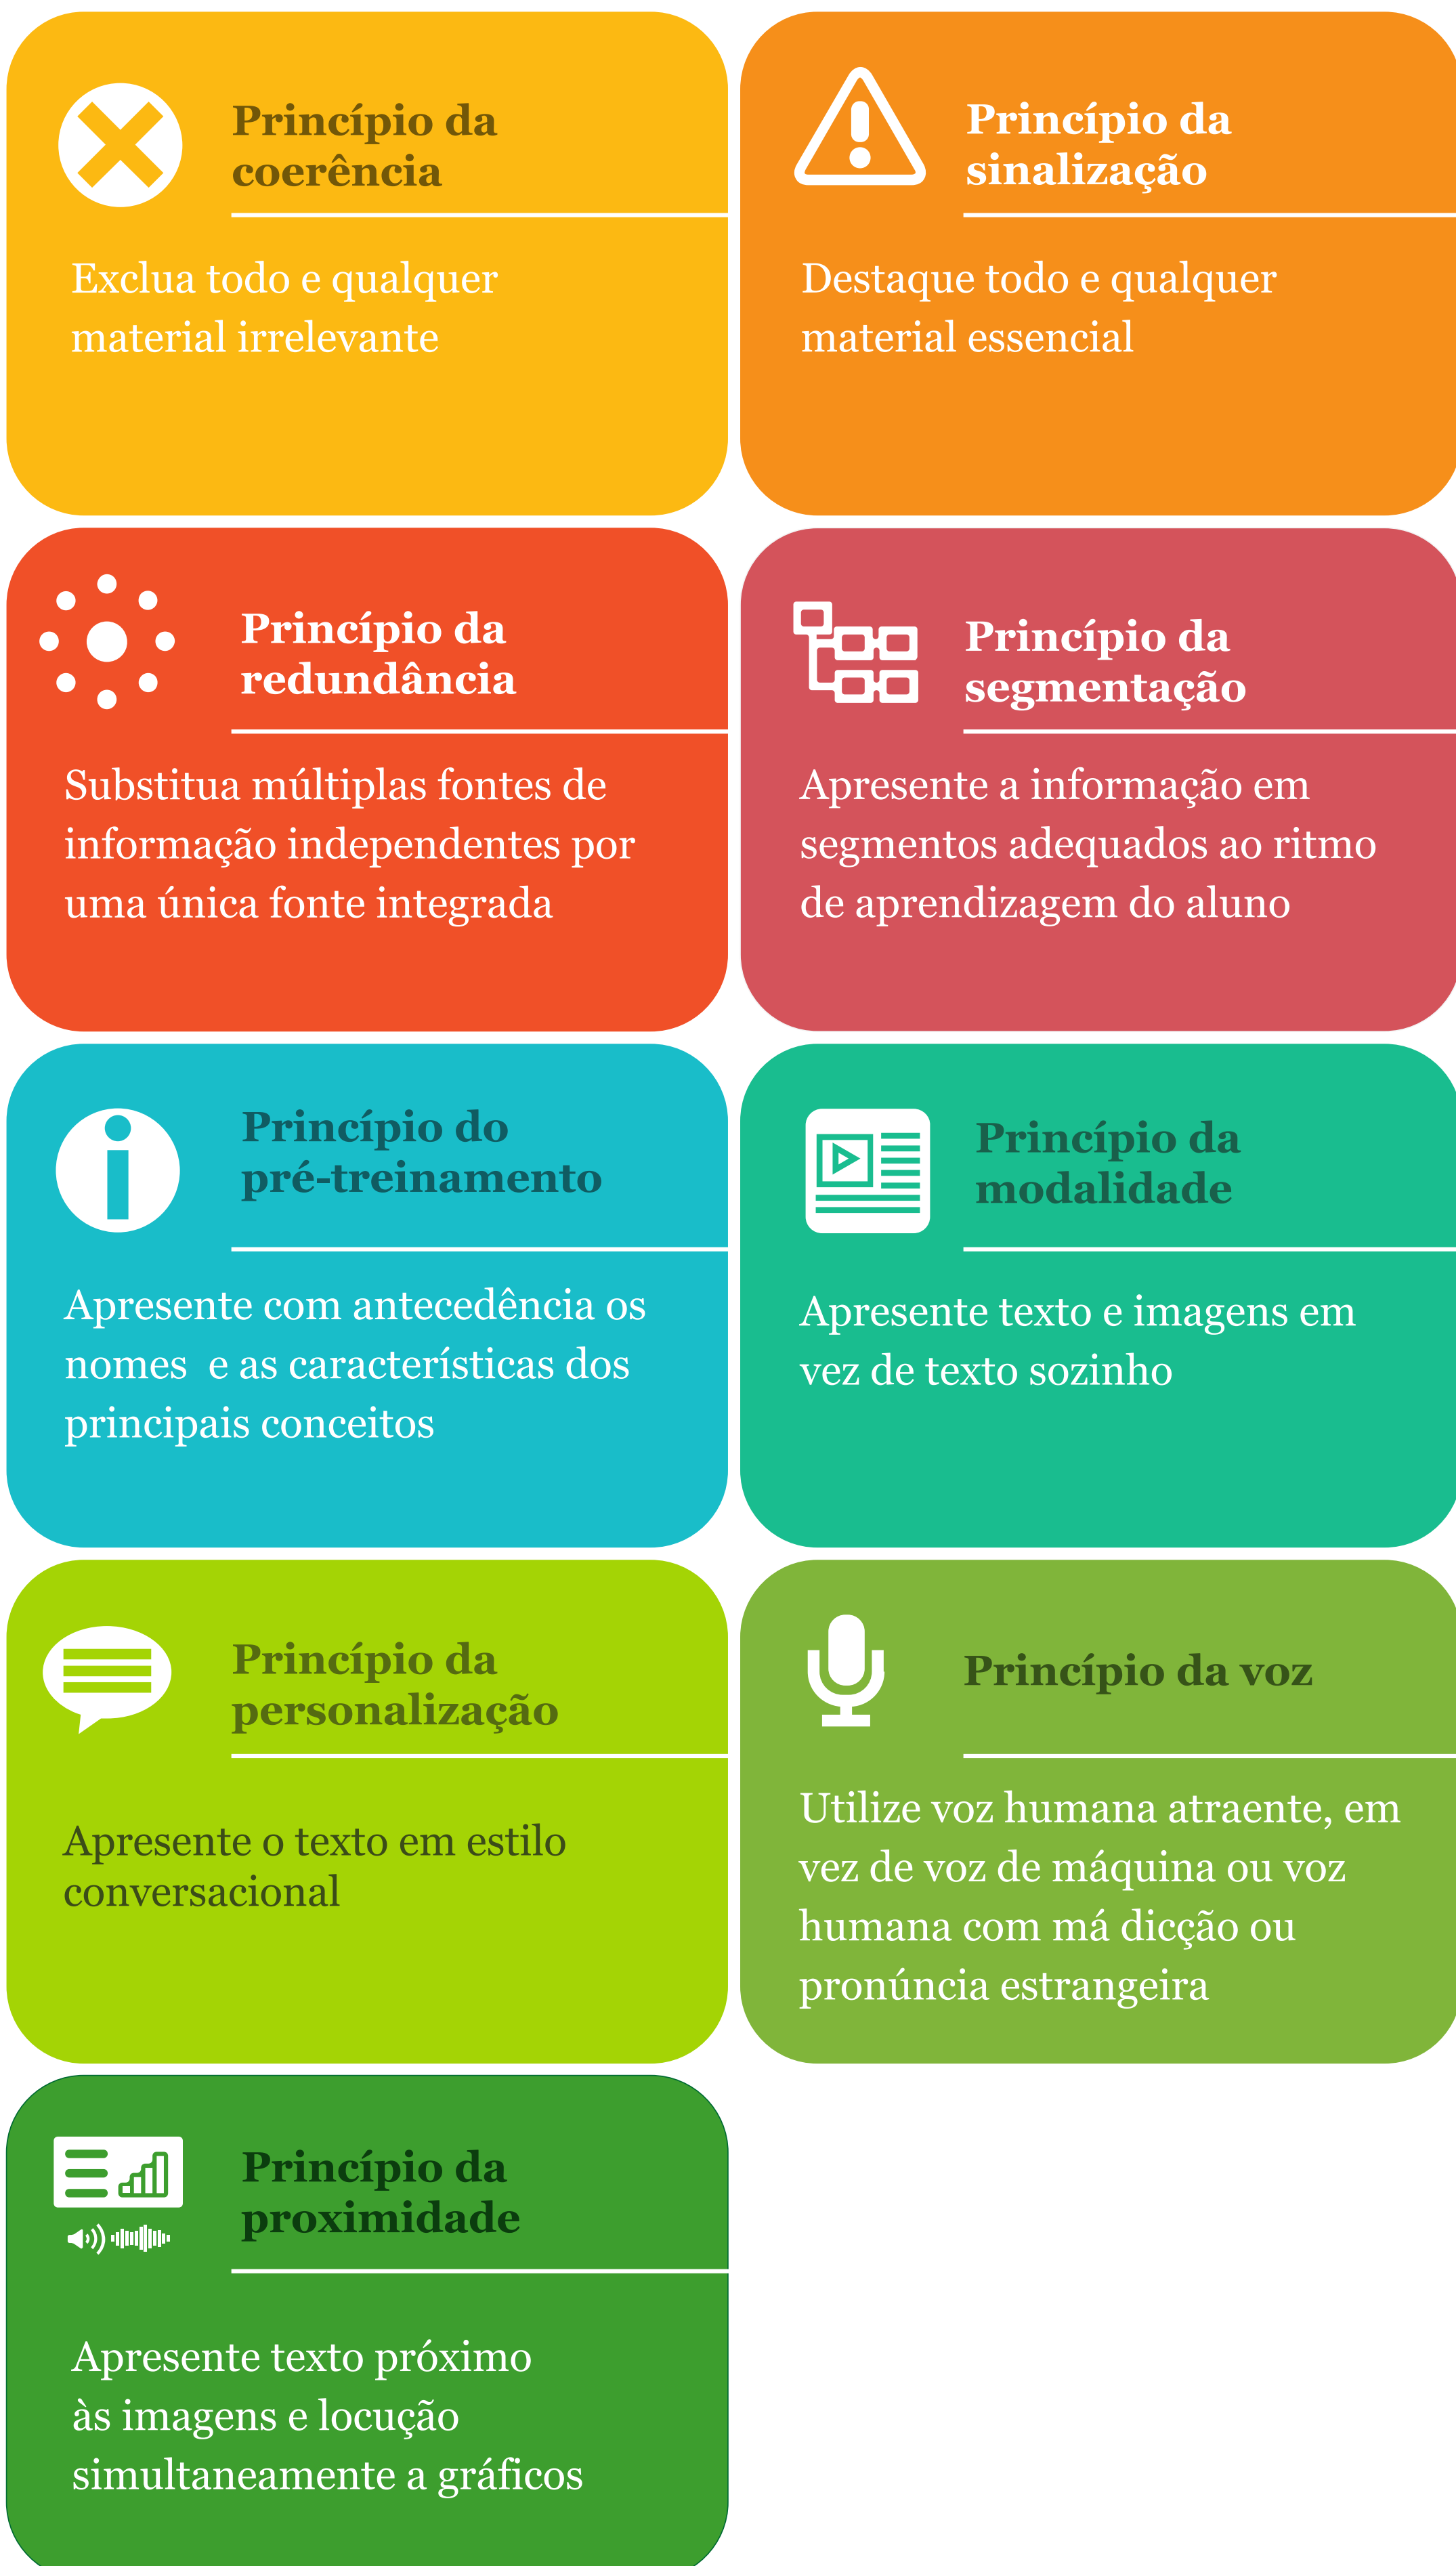 Princípio da
coerência
Exclua todo e qualquer
material irrelevante
Princípio da
sinalização
Destaque todo e qualquer
material essencial
Princípio da
redundância
Substitua múltiplas fontes de
informação independentes por
uma única fonte integrada
Princípio da
segmentação
Apresente a informação em
segmentos adequados ao ritmo
de aprendizagem do aluno
Princípio do
pré-treinamento
Apresente com antecedência os
nomes e as características dos
principais conceitos
Princípio da
modalidade
Apresente texto e imagens em
vez de texto sozinho
Princípio da
personalização
Apresente o texto em estilo
conversacional
Princípio da voz
Utilize voz humana atraente, em
vez de voz de máquina ou voz
humana com má dicção ou
pronúncia estrangeira
Princípio da
proximidade
Apresente texto próximo
às imagens e locução
simultaneamente a gráficos